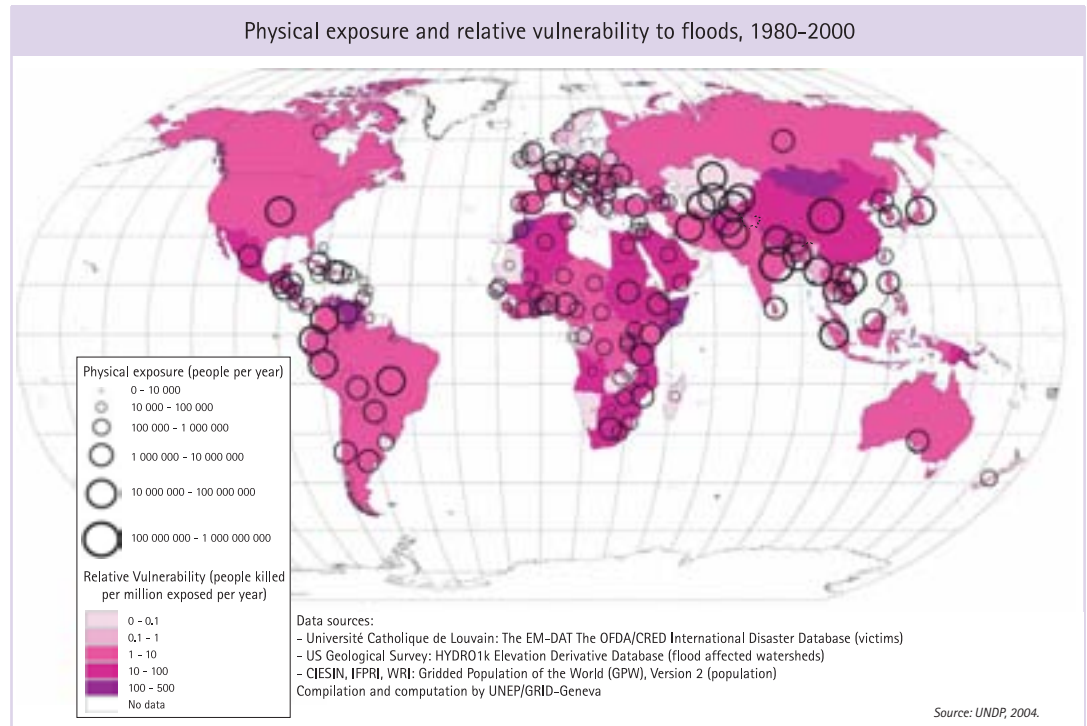 Physical exposure and relative vulnerability to floods, 1980-2000
Physical exposure (people per year)
0 - 10 000
10 000 - 100 000
100 000 - 1 000 000
1 000 000 - 10 000 000
10 000 000 - 100 000 000
100 000 000 - 1 000 000 000
Relative Vulnerability (people killed
per million exposed per year)
0 - 0.1
0.1 - 1
1 - 10
10 - 100
100 - 500
No data
Data sources:
- Université Catholique de Louvain: The EM-DAT The OFDA/CRED International Disaster Database (victims)
- US Geological Survey: HYDRO1k Elevation Derivative Database (flood affected watersheds)
- CIESIN, IFPRI, WRI: Gridded Population of the World (GPW), Version 2 (population)
Compilation and computation by UNEP/GRID-Geneva
Source: UNDP, 2004.